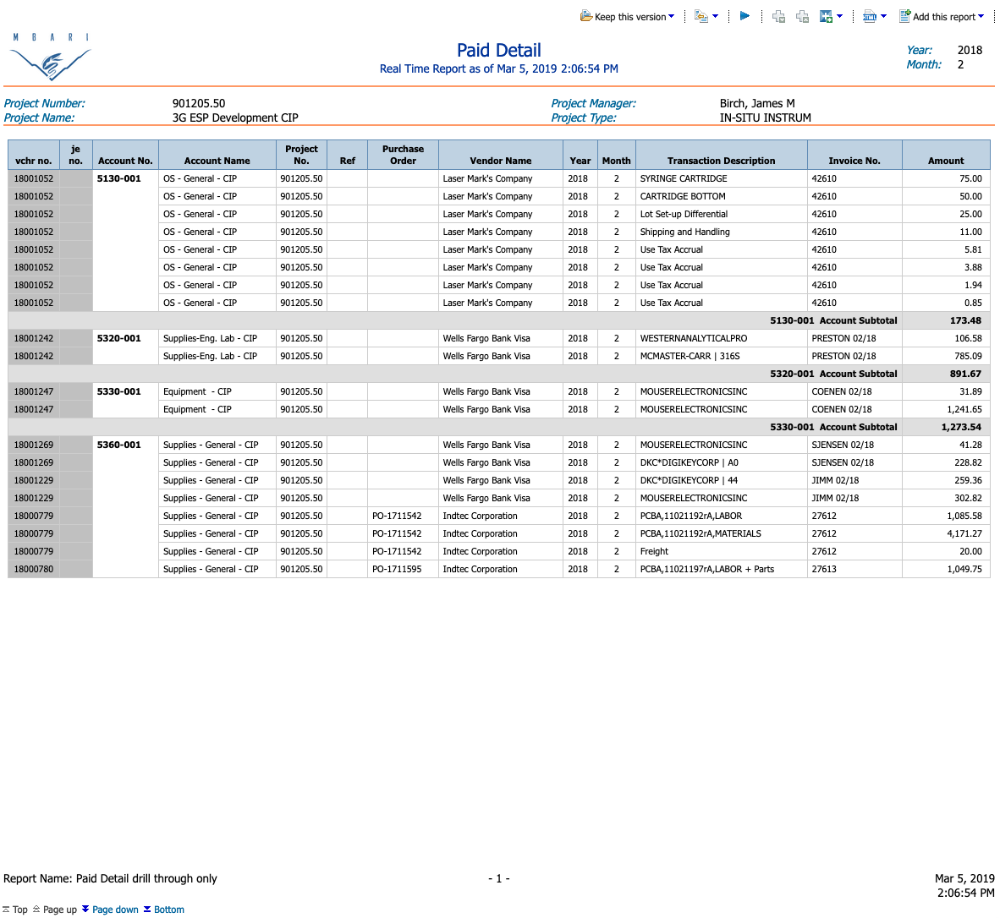 Keep this version
Add this report
MBARI
Paid Detail
Real Time Report as of Mar 5, 2019 2:06:54 PM
Year: 2018
Month: 2
Project Number: 901205.50 Project Manager: Birch, James M
Project Name: 3G ESP Development CIP Project Type: IN-SITU INSTRUM
vchr no. je no. Account No. Account Name Project No. Ref Purchase Order Vendor Name Year Month Transaction Description Invoice No. Amount
18001052 5130-001 OS - General - CIP 901205.50 Laser Mark's Company 2018 2 SYRINGE CARTRIDGE 42610 75.00
18001052 OS - General - CIP 901205.50 Laser Mark's Company 2018 2 CARTRIDGE BOTTOM 42610 50.00
18001052 OS - General - CIP 901205.50 Laser Mark's Company 2018 2 Lot Set-up Differential 42610 25.00
18001052 OS - General - CIP 901205.50 Laser Mark's Company 2018 2 Shipping and Handling 42610 11.00
18001052 OS - General - CIP 901205.50 Laser Mark's Company 2018 2 Use Tax Accrual 42610 5.81
18001052 OS - General - CIP 901205.50 Laser Mark's Company 2018 2 Use Tax Accrual 42610 3.88
18001052 OS - General - CIP 901205.50 Laser Mark's Company 2018 2 Use Tax Accrual 42610 1.94
18001052 OS - General - CIP 901205.50 Laser Mark's Company 2018 2 Use Tax Accrual 42610 0.85
5130-001 Account Subtotal 173.48
18001242 5320-001 Supplies-Eng. Lab - CIP 901205.50 Wells Fargo Bank Visa 2018 2 WESTERNANALYTICALPRO PRESTON 02/18 106.58
18001242 Supplies-Eng. Lab - CIP 901205.50 Wells Fargo Bank Visa 2018 2 MCMASTER-CARR | 316S PRESTON 02/18 785.09
5320-001 Account Subtotal 891.67
18001247 5330-001 Equipment - CIP 901205.50 Wells Fargo Bank Visa 2018 2 MOUSERELECTRONICSINC COENEN 02/18 31.89
18001247 Equipment - CIP 901205.50 Wells Fargo Bank Visa 2018 2 MOUSERELECTRONICSINC COENEN 02/18 1,241.65
5330-001 Account Subtotal 1,273.54
18001269 5360-001 Supplies - General - CIP 901205.50 Wells Fargo Bank Visa 2018 2 MOUSERELECTRONICSINC SJENSEN 02/18 41.28
18001269 Supplies - General - CIP 901205.50 Wells Fargo Bank Visa 2018 2 DKC*DIGIKEYCORP | A0 SJENSEN 02/18 228.82
18001229 Supplies - General - CIP 901205.50 Wells Fargo Bank Visa 2018 2 DKC*DIGIKEYCORP | 44 JIMM 02/18 259.36
18001229 Supplies - General - CIP 901205.50 Wells Fargo Bank Visa 2018 2 MOUSERELECTRONICSINC JIMM 02/18 302.82
18000779 Supplies - General - CIP 901205.50 PO-1711542 Indtec Corporation 2018 2 PCBA,11021192rA,LABOR 27612 1,085.58
18000779 Supplies - General - CIP 901205.50 PO-1711542 Indtec Corporation 2018 2 PCBA,11021192rA,MATERIALS 27612 4,171.27
18000779 Supplies - General - CIP 901205.50 PO-1711542 Indtec Corporation 2018 2 Freight 27612 20.00
18000780 Supplies - General - CIP 901205.50 PO-1711595 Indtec Corporation 2018 2 PCBA,11021197rA,LABOR + Parts 27613 1,049.75
Report Name: Paid Detail drill through only - 1 - Mar 5, 2019
2:06:54 PM
Top Page up Page down Bottom